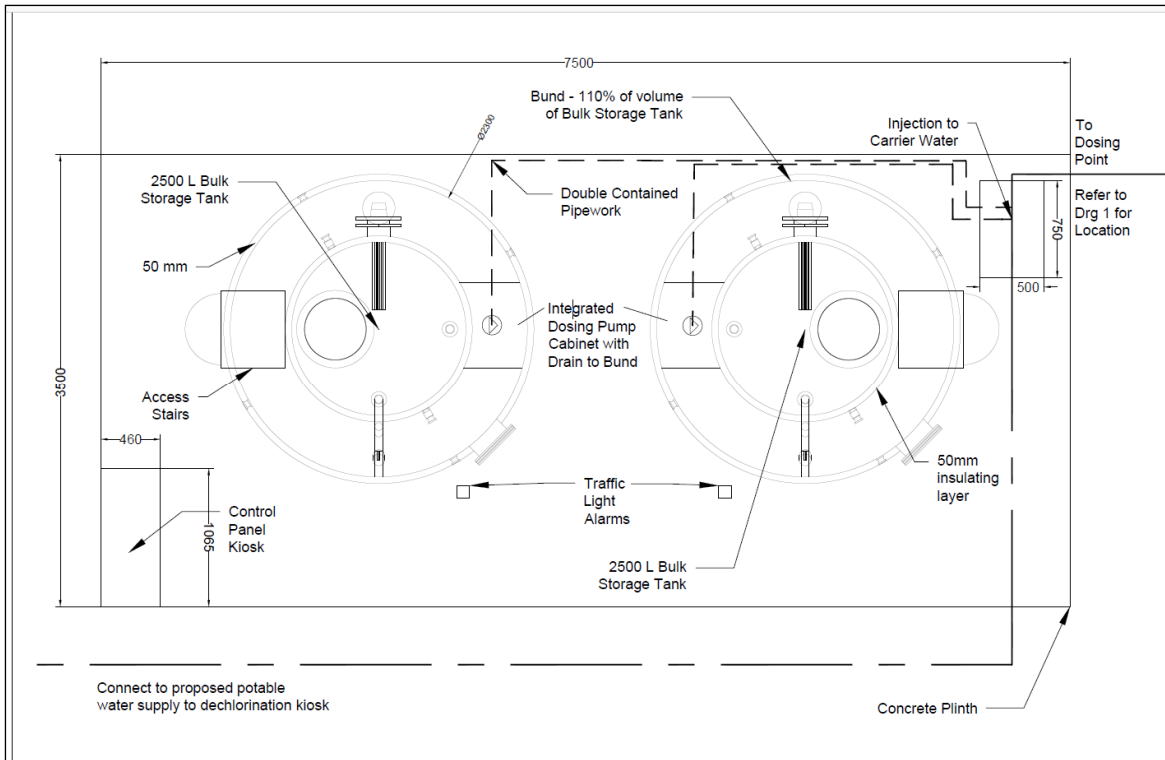 7500
Bund - 110% of volume
of Bulk Storage Tank
Injection to
Carrier Water
To
Dosing
Point
Ø2300
2500 L Bulk
Storage Tank
Double Contained
Pipework
Refer to
Drg 1 for
Location
750
50 mm
500
Integrated
Dosing Pump
Cabinet with
Drain to Bund
3500
Access
Stairs
460
50mm
insulating
layer
Traffic
Light
Alarms
Control
Panel
Kiosk
1065
2500 L Bulk
Storage Tank
Connect to proposed potable
water supply to dechlorination kiosk
Concrete Plinth